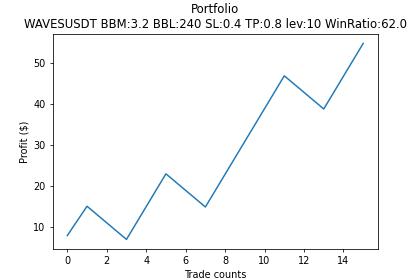 Portfolio
WAVESUSDT BBM:3.2 BBL:240 SL:0.4 TP:0.8 lev:10 WinRatio:62.0
50
40
30
20
10
Profit ($)
0 2 4 6 8 10 12 14
Trade counts